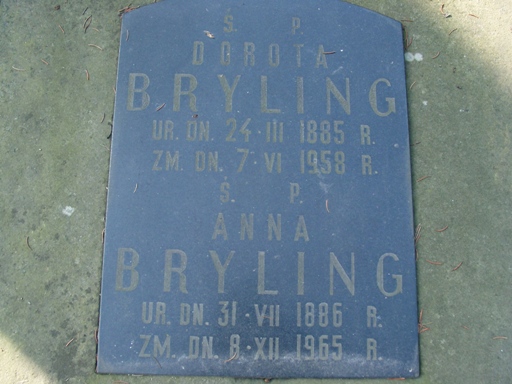 S. P.
DOROTA
BRYLING
UR. DN. 24·III 1885 R.
ZM. DN. 7·VI 1958 R.
S. P.
ANNA
BRYLING
UR. DN. 31·VII 1886 R.
ZM. DN. 8·XII 1965 R.